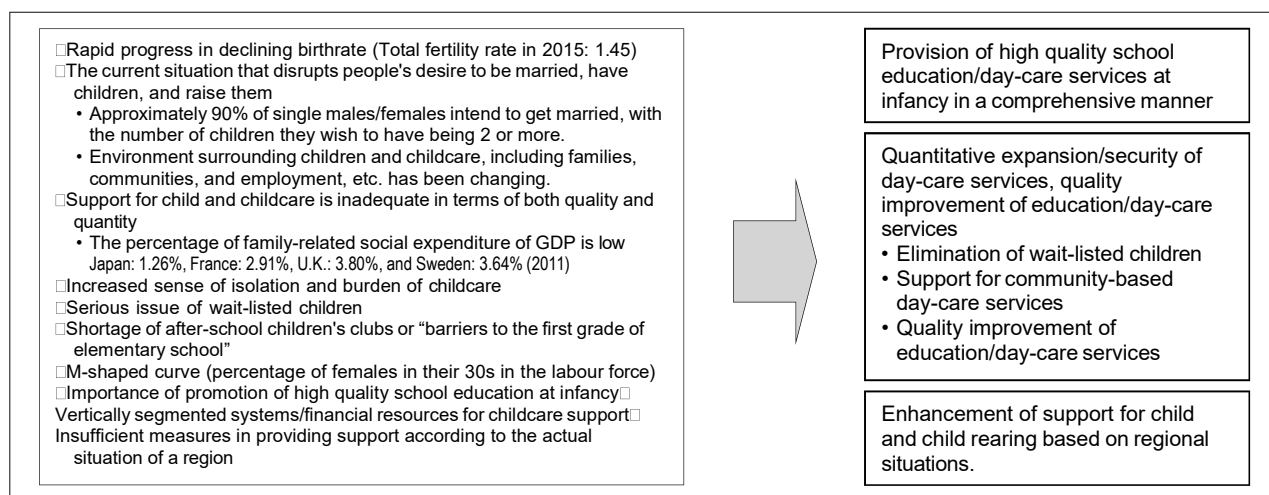 □Rapid progress in declining birthrate (Total fertility rate in 2015: 1.45)
□The current situation that disrupts people's desire to be married, have
children, and raise them
• Approximately 90% of single males/females intend to get married, with
the number of children they wish to have being 2 or more.
• Environment surrounding children and childcare, including families,
communities, and employment, etc. has been changing.
□Support for child and childcare is inadequate in terms of both quality and
quantity
• The percentage of family-related social expenditure of GDP is low
Japan: 1.26%, France: 2.91%, U.K.: 3.80%, and Sweden: 3.64% (2011)
□Increased sense of isolation and burden of childcare
□Serious issue of wait-listed children
□Shortage of after-school children's clubs or “barriers to the first grade of
elementary school”
□M-shaped curve (percentage of females in their 30s in the labour force)
□Importance of promotion of high quality school education at infancy□
Vertically segmented systems/financial resources for childcare support□
Insufficient measures in providing support according to the actual
situation of a region
Provision of high quality school
education/day-care services at
infancy in a comprehensive manner
Quantitative expansion/security of
day-care services, quality
improvement of education/day-care
services
• Elimination of wait-listed children
• Support for community-based
day-care services
• Quality improvement of
education/day-care services
Enhancement of support for child
and child rearing based on regional
situations.